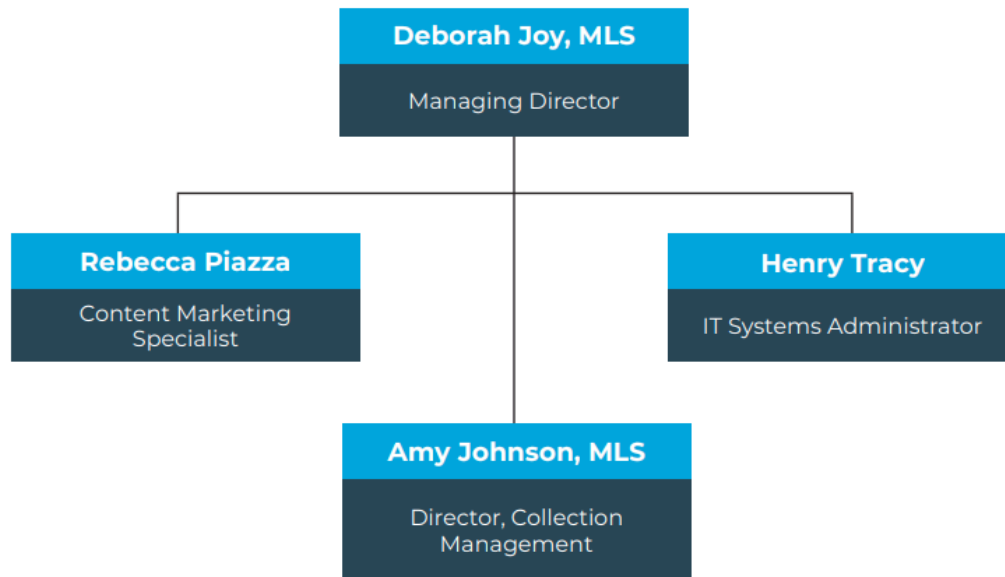 Deborah Joy, MLS
Managing Director
Rebecca Piazza
Content Marketing
Specialist
Henry Tracy
IT Systems Administrator
Amy Johnson, MLS
Director, Collection
Management